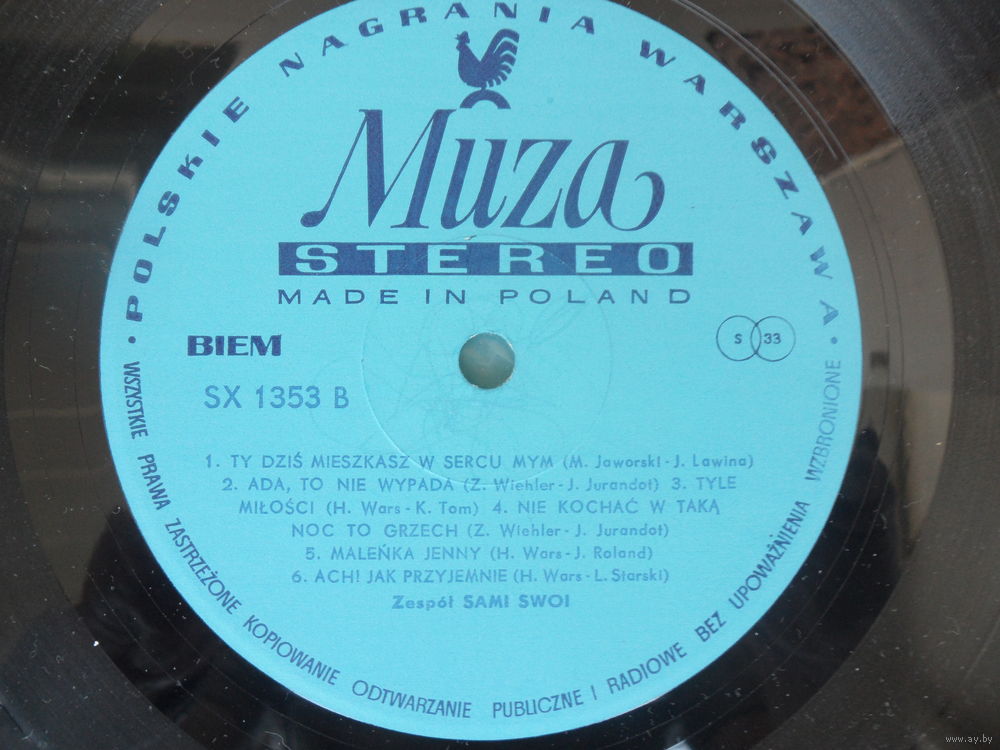 • POLSKIE NAGRANIA WARSZAWA •
Muza
STEREO
MADE IN POLAND
BIEM
S 33
SX 1353 B
1. TY DZIŚ MIESZKASZ W SERCU MYM (M. Jaworski - J. Lawina)
2. ADA, TO NIE WYPADA (Z. Wiehler - J. Jurandot) 3. TYLE
MIŁOŚCI (H. Wars - K. Tom) 4. NIE KOCHAĆ W TAKĄ
NOC TO GRZECH (Z. Wiehler - J. Jurandot)
5. MALEŃKA JENNY (H. Wars - J. Roland)
6. ACH! JAK PRZYJEMNIE (H. Wars - L. Starski)
Zespół SAMI SWOI
WSZYSTKIE PRAWA ZASTRZEŻONE KOPIOWANIE ODTWARZANIE PUBLICZNE I RADIOWE BEZ UPOWAŻNIENIA WZBRONIONE
www.ay.by